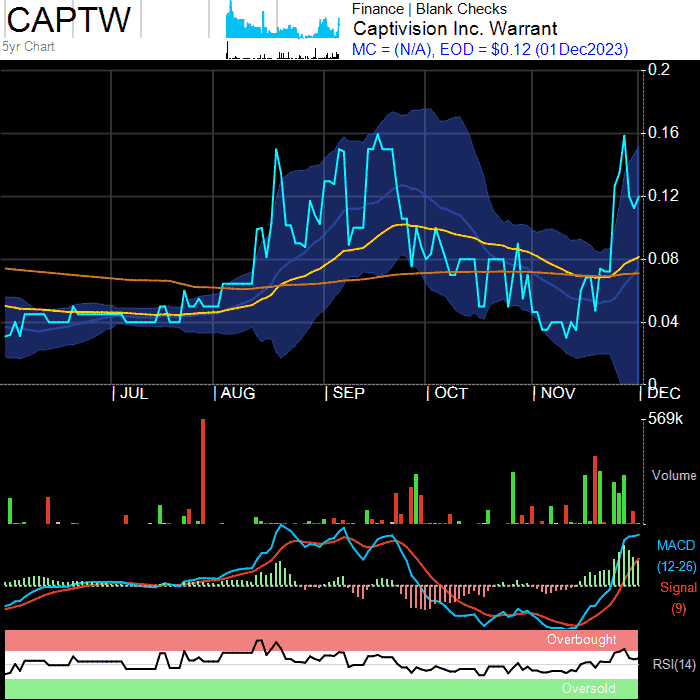 CAPTW
5yr Chart
Finance | Blank Checks
Captivision Inc. Warrant
MC = (N/A), EOD = $0.12 (01Dec2023)
0.2
0.16
0.12
0.08
0.04
0
JUL AUG SEP OCT NOV DEC
569k
Volume
MACD
(12-26)
Signal
(9)
Overbought
RSI(14)
Oversold